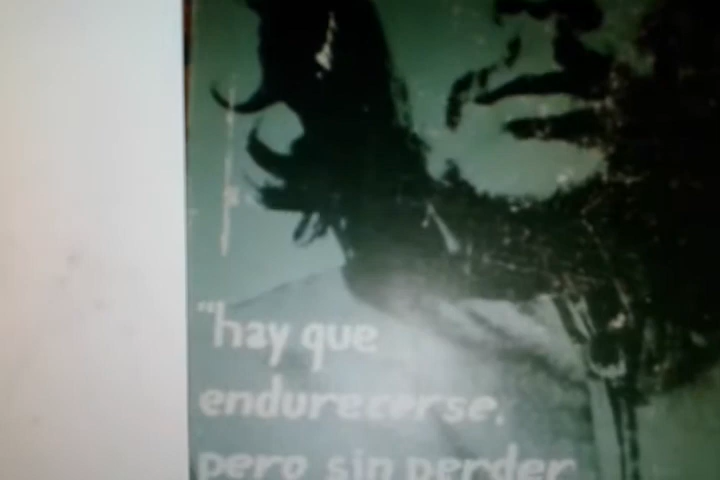 "hay que
endurecerse,
pero sin perder